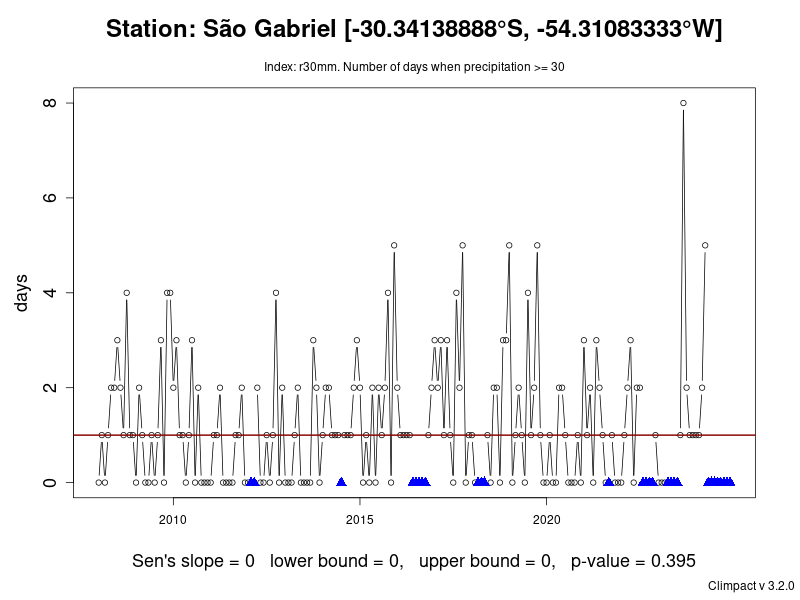 Station: São Gabriel [-30.34138888°S, -54.31083333°W]
Index: r30mm. Number of days when precipitation >= 30
8
6
4
2
0
days
2010 2015 2020
Sen's slope = 0 lower bound = 0, upper bound = 0, p-value = 0.395
Climpact v 3.2.0